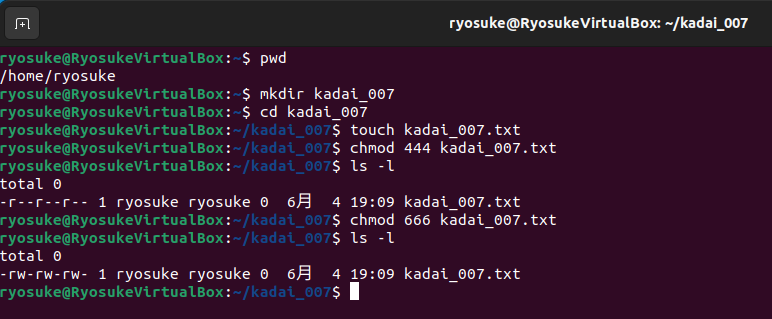 ryosuke@RyosukeVirtualBox: ~/kadai_007
ryosuke@RyosukeVirtualBox:~$ pwd
/home/ryosuke
ryosuke@RyosukeVirtualBox:~$ mkdir kadai_007
ryosuke@RyosukeVirtualBox:~$ cd kadai_007
ryosuke@RyosukeVirtualBox:~/kadai_007$ touch kadai_007.txt
ryosuke@RyosukeVirtualBox:~/kadai_007$ chmod 444 kadai_007.txt
ryosuke@RyosukeVirtualBox:~/kadai_007$ ls -l
total 0
-r--r--r-- 1 ryosuke ryosuke 0  6月  4 19:09 kadai_007.txt
ryosuke@RyosukeVirtualBox:~/kadai_007$ chmod 666 kadai_007.txt
ryosuke@RyosukeVirtualBox:~/kadai_007$ ls -l
total 0
-rw-rw-rw- 1 ryosuke ryosuke 0  6月  4 19:09 kadai_007.txt
ryosuke@RyosukeVirtualBox:~/kadai_007$